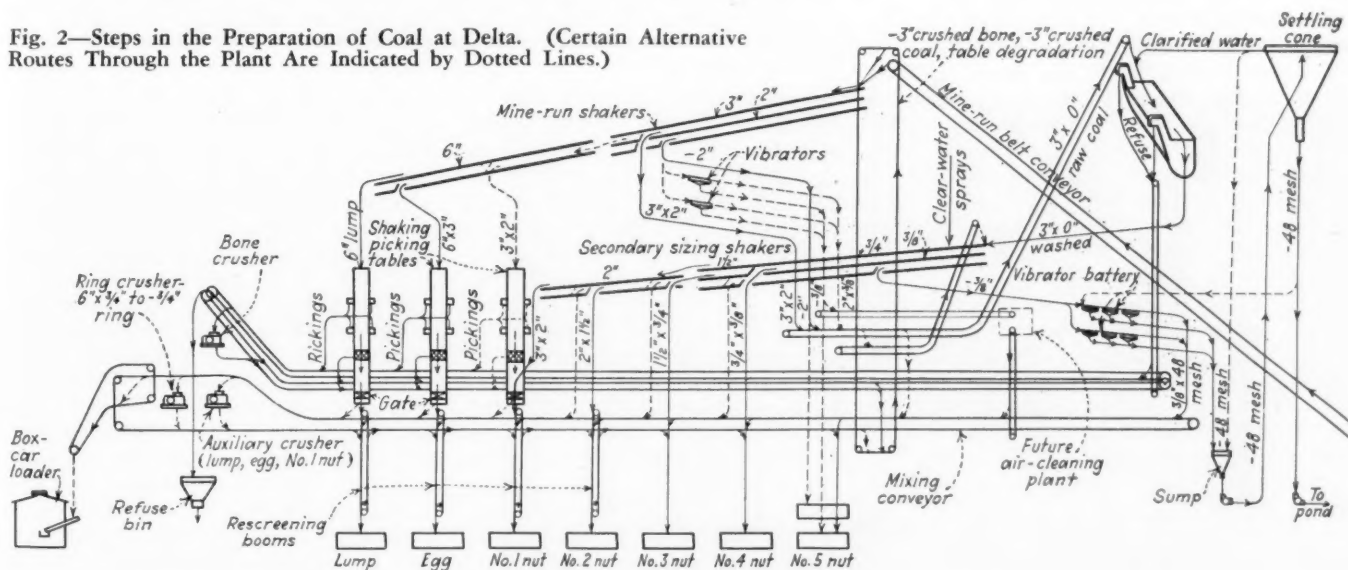 Fig. 2—Steps in the Preparation of Coal at Delta. (Certain Alternative
Routes Through the Plant Are Indicated by Dotted Lines.)
-3"crushed bone, -3"crushed
coal, table degradation
Clarified water
Settling
cone
Mine-run shakers
3"
2"
6"
-2"
Vibrators
3"x2"
Clear-water
sprays
3"x 0"
raw coal
Mine-run belt conveyor
Refuse
-48 mesh
6"lump
6"x3"
3"x2"
Shaking
picking
tables
Bone
crusher
Ring crusher-
6"x3/4" to -3/4"
ring
Secondary sizing shakers
2"
1½"
3/4"
3/8"
3"x0"
washed
Vibrator battery
-3/8"
Pickings
Pickings
Pickings
3"x2"
2"x1½"
1½"x3/4"
3/4"x3/8"
3"x2"
-2"
-3/8"
2"x3/8"
3/8"x48
mesh
-48 mesh
-48 mesh
Gate
Box-
car
loader
Auxiliary crusher
(lump, egg, No.1 nut)
Refuse
bin
Rescreening
booms
Mixing
conveyor
Future
air-cleaning
plant
Sump
To
pond
Lump
Egg
No.1 nut
No.2 nut
No.3 nut
No.4 nut
No.5 nut